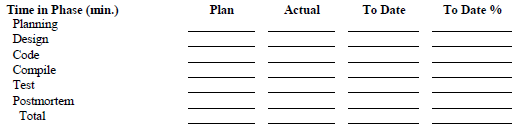 Time in Phase (min.) Plan Actual To Date To Date %
Planning
Design
Code
Compile
Test
Postmortem
Total